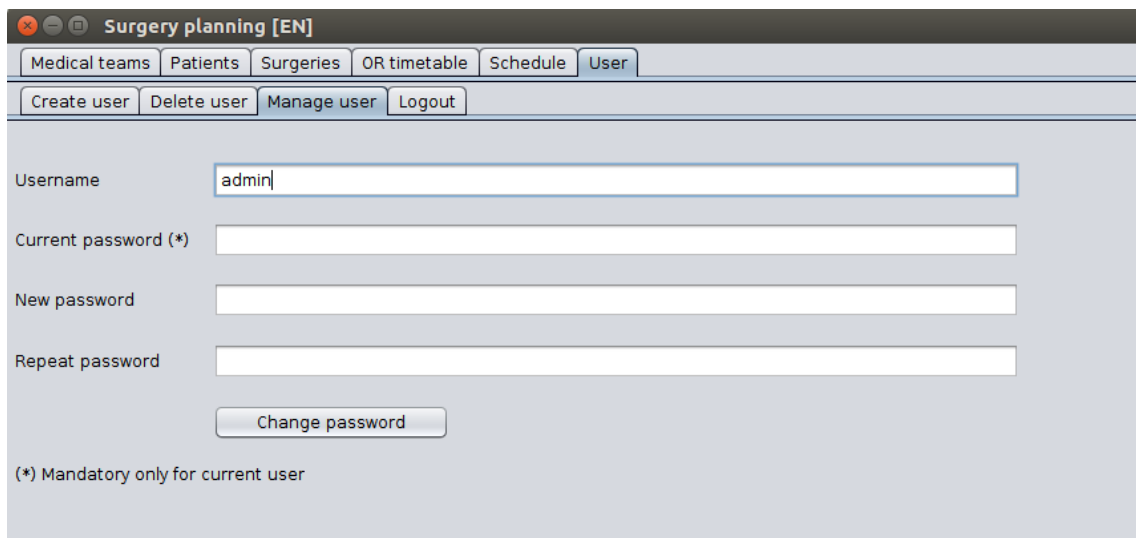 Surgery planning [EN]
Medical teams Patients Surgeries OR timetable Schedule User
Create user Delete user Manage user Logout
Username admin
Current password (*)
New password
Repeat password
Change password
(*) Mandatory only for current user